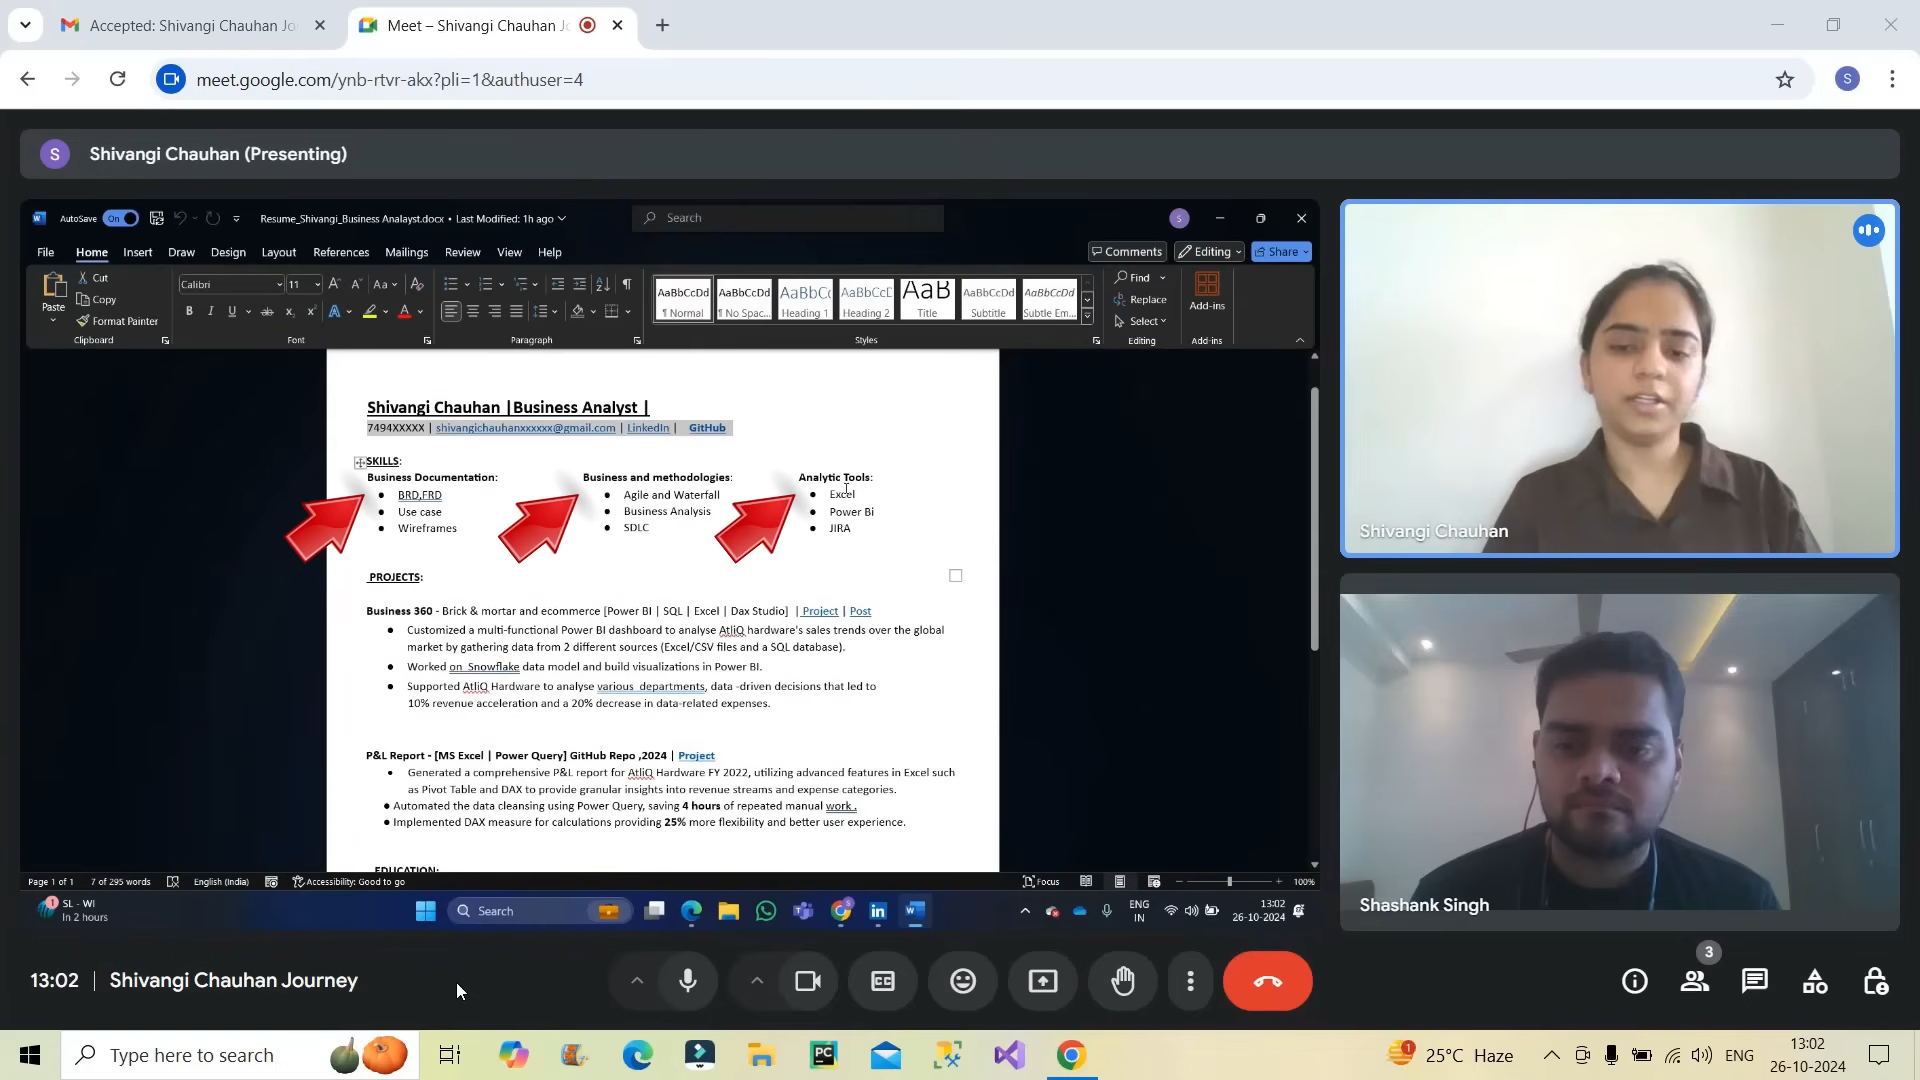 Accepted: Shivangi Chauhan Jo
Meet – Shivangi Chauhan Jo
meet.google.com/ynb-rtvr-akx?pli=1&authuser=4
S
S
Shivangi Chauhan (Presenting)
AutoSave On
Resume_Shivangi_Business Analayst.docx • Last Modified: 1h ago
Search
S
File Home Insert Draw Design Layout References Mailings Review View Help
Comments Editing Share
Paste
Cut
Copy
Format Painter
Clipboard
Calibri 11
Font
Paragraph
AaBbCcDd AaBbCcDd AaBbCc AaBbCcE AaB AaBbCcDd AaBbCcDd
¶ Normal ¶ No Spac... Heading 1 Heading 2 Title Subtitle Subtle Em...
Styles
Find
Replace
Select
Editing
Add-ins
Add-ins
Shivangi Chauhan |Business Analyst |
7494XXXXX | shivangichauhanxxxxxx@gmail.com | LinkedIn | GitHub
SKILLS:
Business Documentation: Business and methodologies: Analytic Tools:
● BRD,FRD ● Agile and Waterfall ● Excel
● Use case ● Business Analysis ● Power Bi
● Wireframes ● SDLC ● JIRA
PROJECTS:
Business 360 - Brick & mortar and ecommerce [Power BI | SQL | Excel | Dax Studio] | Project | Post
● Customized a multi-functional Power BI dashboard to analyse AtliQ hardware's sales trends over the global
market by gathering data from 2 different sources (Excel/CSV files and a SQL database).
● Worked on Snowflake data model and build visualizations in Power BI.
● Supported AtliQ Hardware to analyse various departments, data -driven decisions that led to
10% revenue acceleration and a 20% decrease in data-related expenses.
P&L Report - [MS Excel | Power Query] GitHub Repo ,2024 | Project
● Generated a comprehensive P&L report for AtliQ Hardware FY 2022, utilizing advanced features in Excel such
as Pivot Table and DAX to provide granular insights into revenue streams and expense categories.
● Automated the data cleansing using Power Query, saving 4 hours of repeated manual work .
● Implemented DAX measure for calculations providing 25% more flexibility and better user experience.
EDUCATION:
Page 1 of 1 7 of 295 words English (India) Accessibility: Good to go Focus 100%
1 SL - WI
In 2 hours
Search
ENG
IN
13:02
26-10-2024
Shivangi Chauhan
Shashank Singh
13:02 | Shivangi Chauhan Journey
3
Type here to search
PC
1 25°C Haze
ENG
13:02
26-10-2024